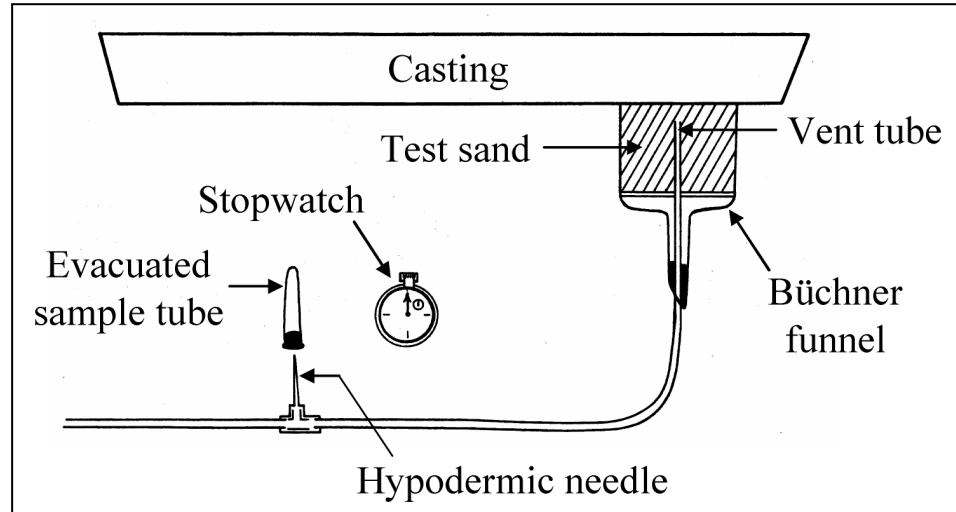 Casting
Test sand
Vent tube
Stopwatch
Evacuated
sample tube
Büchner
funnel
Hypodermic needle